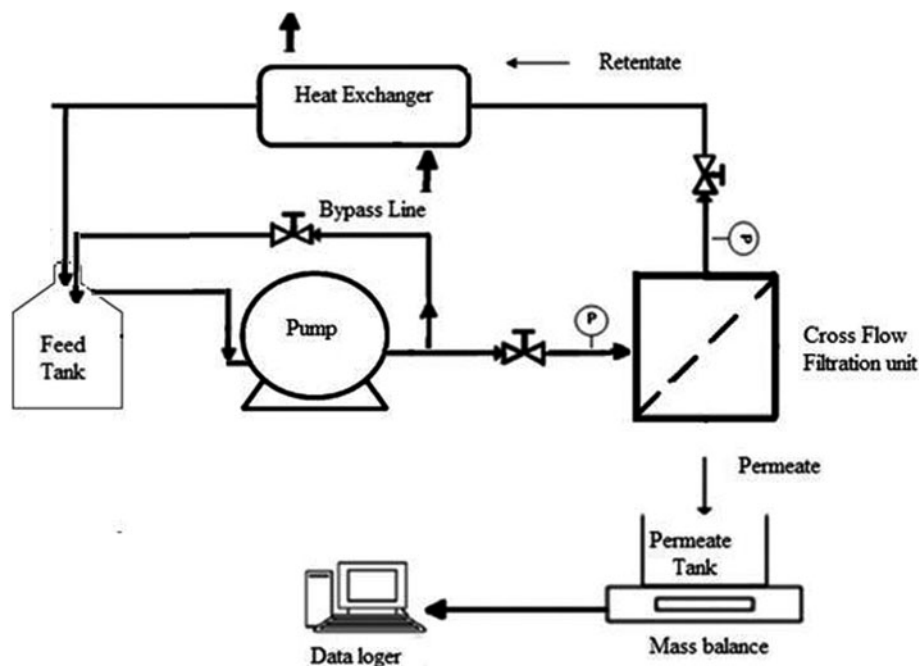 Retentate
Heat Exchanger
Bypass Line
P
P
Pump
Feed
Tank
Cross Flow
Filtration unit
Permeate
Permeate
Tank
Mass balance
Data loger